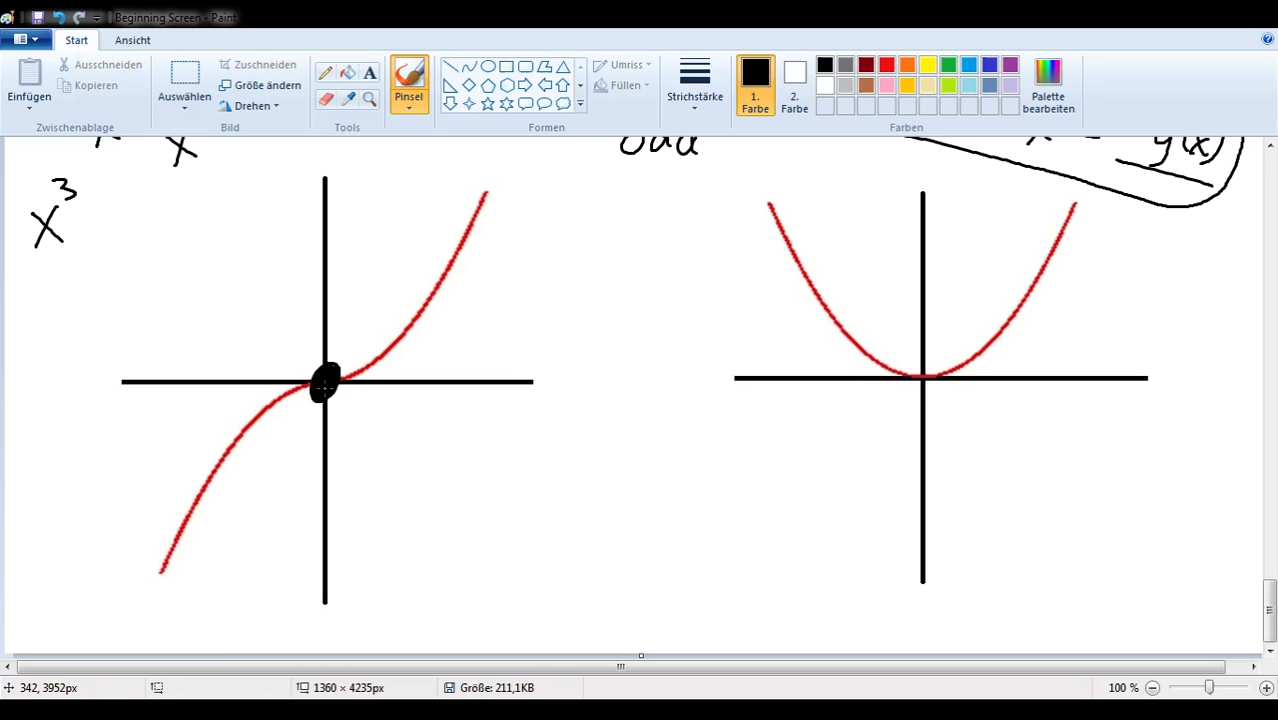 Beginning Screen - Paint
Start
Ansicht
Einfügen
Ausschneiden
Kopieren
Zwischenablage
Auswählen
Zuschneiden
Größe ändern
Drehen
Bild
Tools
Pinsel
Formen
Umriss
Füllen
Strichstärke
1. Farbe
2. Farbe
Palette bearbeiten
Farben
odd
y(x)
x³
342, 3952px
1360 × 4235px
Größe: 211,1KB
100 %